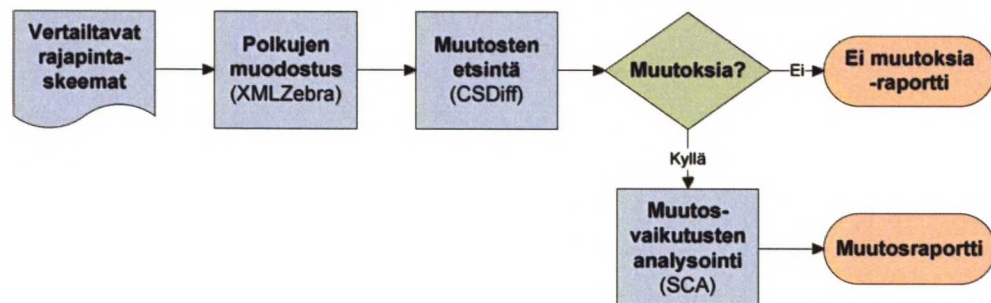 Vertailtavat
rajapinta-
skeemat
Polkujen
muodostus
(XMLZebra)
Muutosten
etsintä
(CSDiff)
Muutoksia?
Ei
Ei muutoksia
-raportti
Kyllä
Muutos-
vaikutusten
analysointi
(SCA)
Muutosraportti